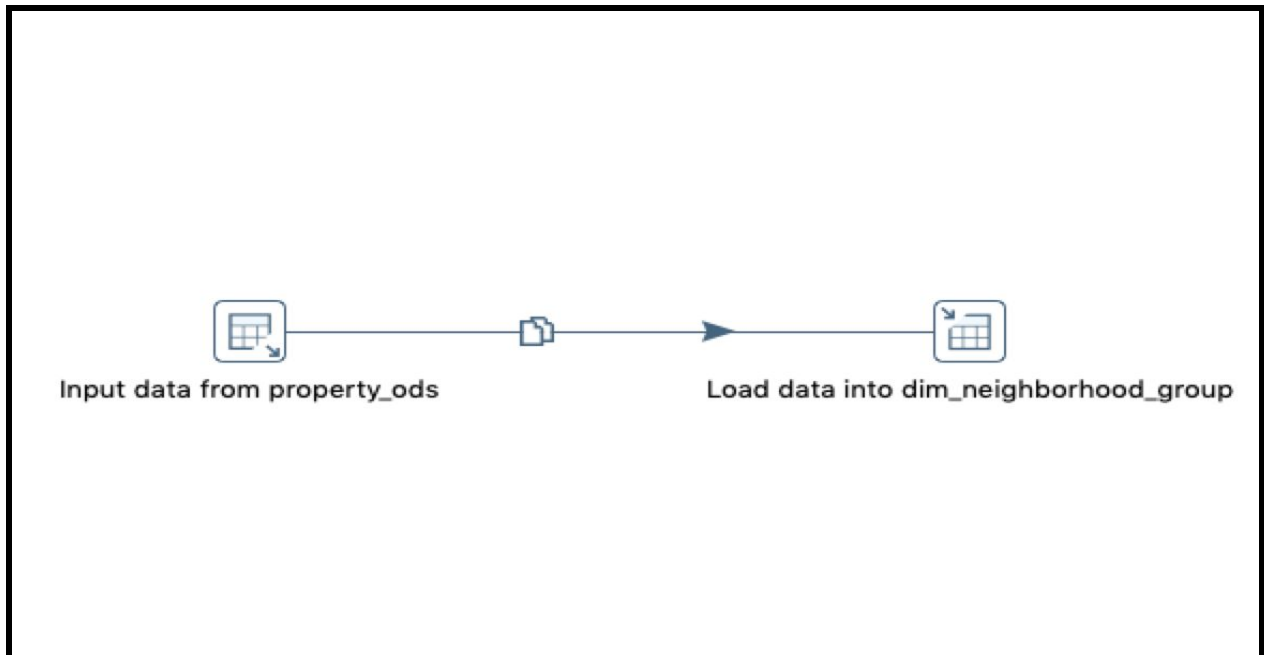 Input data from property_ods
Load data into dim_neighborhood_group